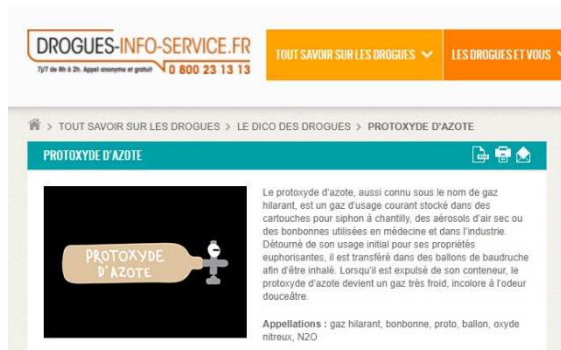 DROGUES-INFO-SERVICE.FR
7j/7 de 8h à 2h. Appel anonyme et gratuit 0 800 23 13 13
TOUT SAVOIR SUR LES DROGUES
LES DROGUES ET VOUS
> TOUT SAVOIR SUR LES DROGUES > LE DICO DES DROGUES > PROTOXYDE D'AZOTE
PROTOXYDE D'AZOTE
PROTOXYDE
D'AZOTE
Le protoxyde d'azote, aussi connu sous le nom de gaz
hilarant, est un gaz d'usage courant stocké dans des
cartouches pour siphon à chantilly, des aérosols d'air sec ou
des bonbonnes utilisées en médecine et dans l'industrie.
Détourné de son usage initial pour ses propriétés
euphorisantes, il est transféré dans des ballons de baudruche
afin d'être inhalé. Lorsqu'il est expulsé de son conteneur, le
protoxyde d'azote devient un gaz très froid, incolore à l'odeur
douceâtre.
Appellations : gaz hilarant, bonbonne, proto, ballon, oxyde
nitreux, N2O